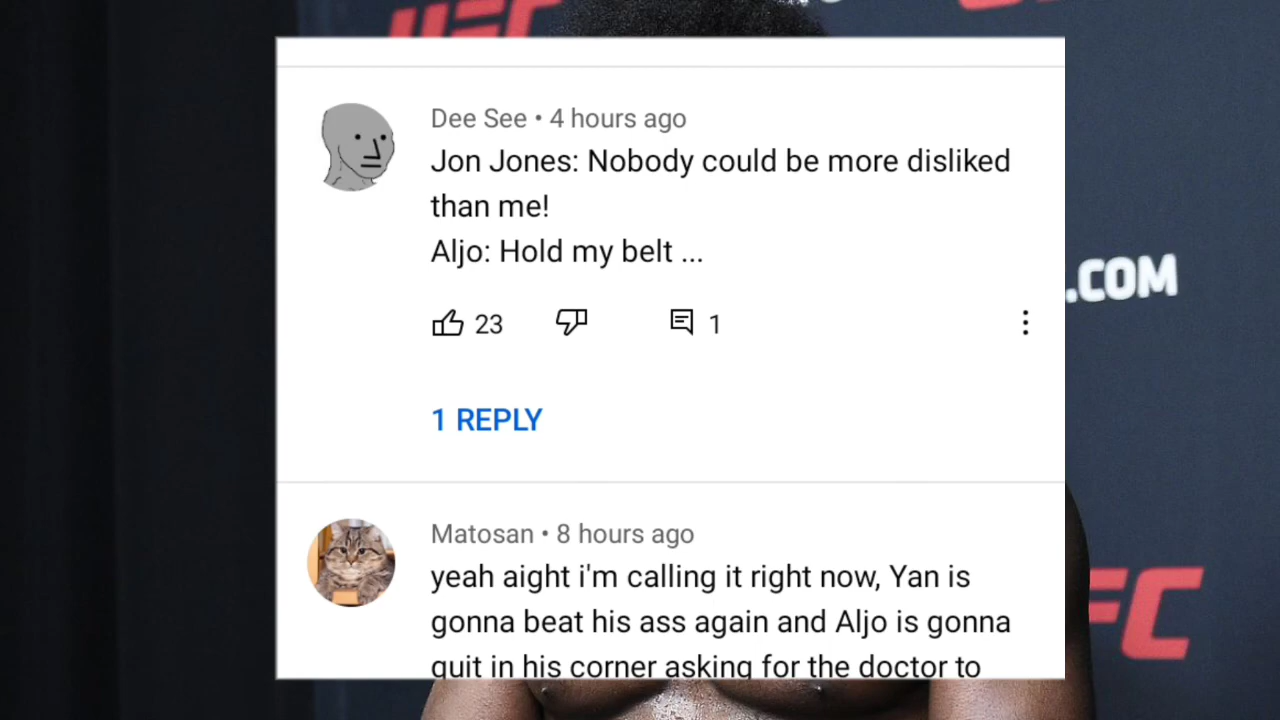 UFC
Dee See • 4 hours ago
Jon Jones: Nobody could be more disliked
than me!
Aljo: Hold my belt ...
23
1
.COM
1 REPLY
Matosan • 8 hours ago
yeah aight i'm calling it right now, Yan is
gonna beat his ass again and Aljo is gonna
quit in his corner asking for the doctor to
FC